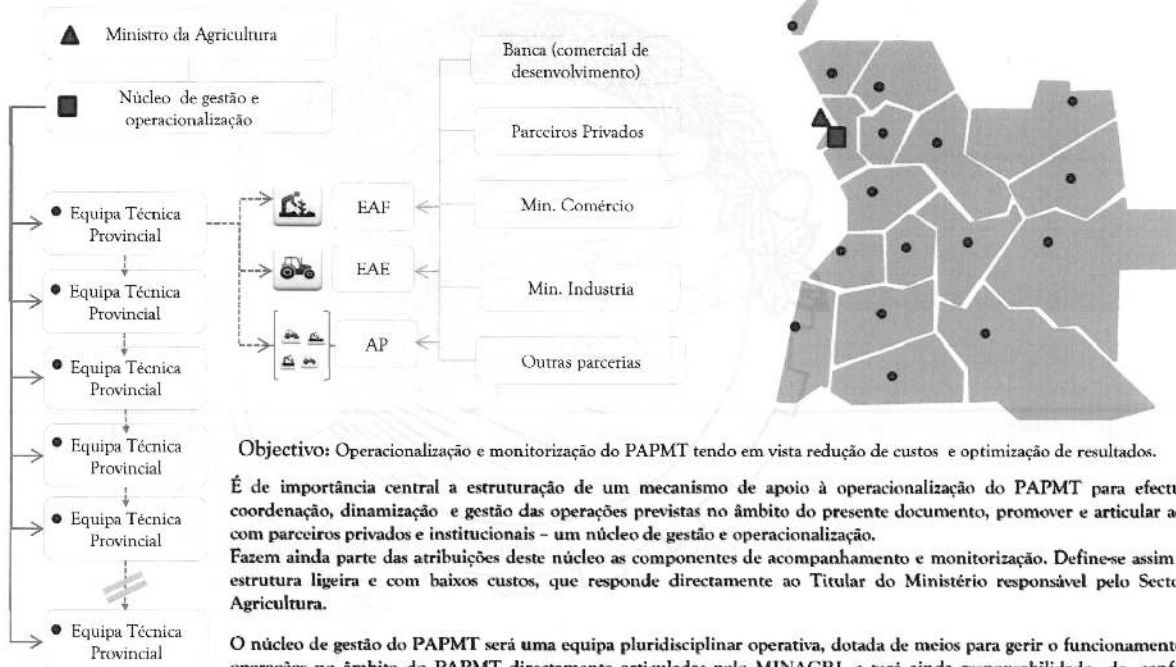 Ministro da Agricultura
Núcleo de gestão e
operacionalização
Equipa Técnica
Provincial
Equipa Técnica
Provincial
Equipa Técnica
Provincial
Equipa Técnica
Provincial
Equipa Técnica
Provincial
Equipa Técnica
Provincial
EAF
EAE
AP
Banca (comercial de
desenvolvimento)
Parceiros Privados
Min. Comércio
Min. Industria
Outras parcerias
Objectivo: Operacionalização e monitorização do PAPMT tendo em vista redução de custos e optimização de resultados.
É de importância central a estruturação de um mecanismo de apoio à operacionalização do PAPMT para
coordenação, dinamização e gestão das operações previstas no âmbito do presente documento, promover e articular
com parceiros privados e institucionais – um núcleo de gestão e operacionalização.
Fazem ainda parte das atribuições deste núcleo as componentes de acompanhamento e monitorização. Define-se assim
estrutura ligeira e com baixos custos, que responde directamente ao Titular do Ministério responsável pelo
Agricultura.
O núcleo de gestão do PAPMT será uma equipa pluridisciplinar operativa, dotada de meios para gerir o